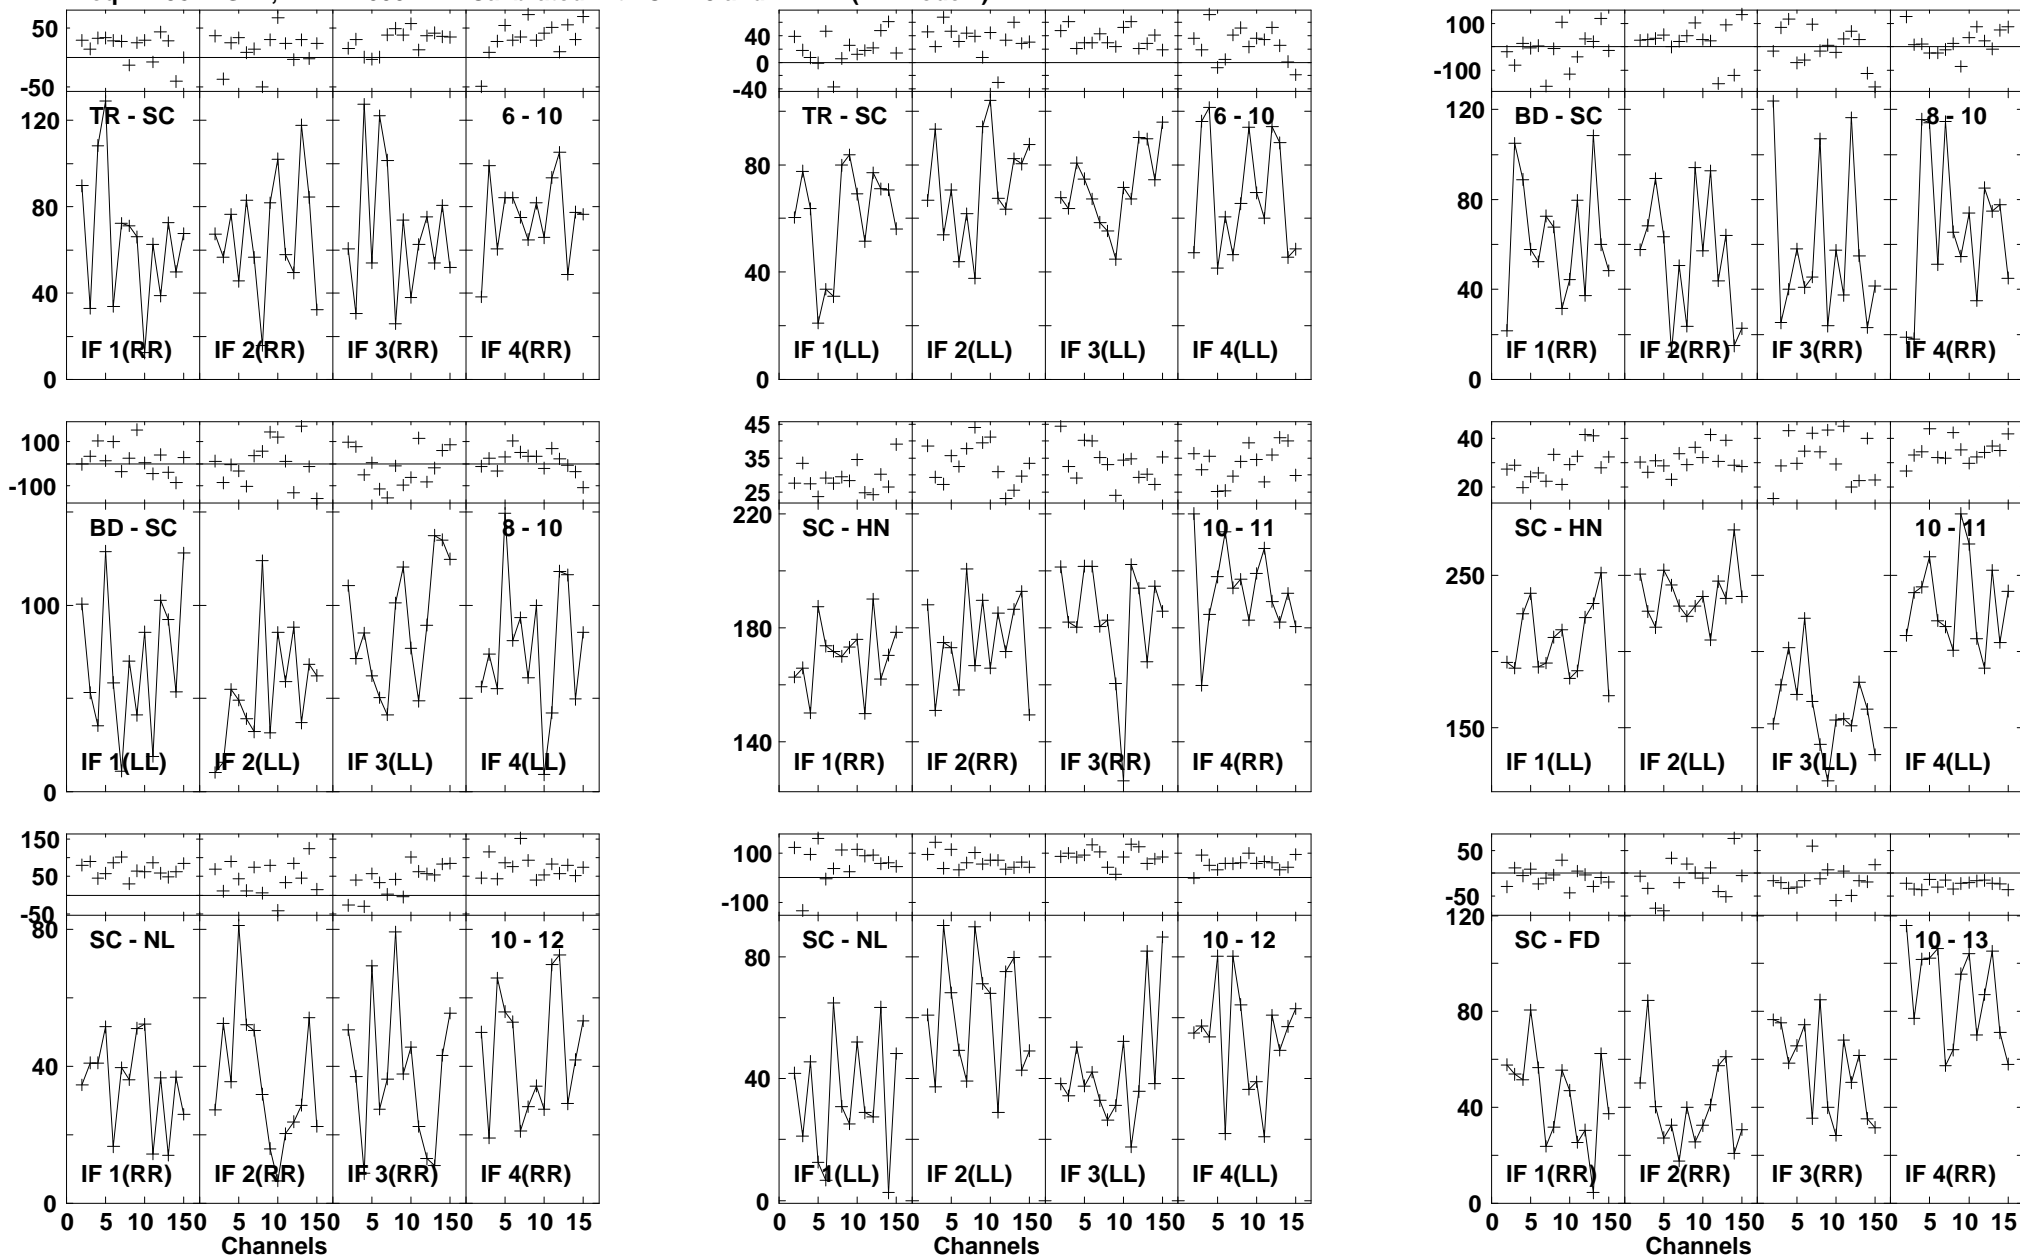 50
-50
TR - SC
6 - 10
120
80
40
0
IF 1(RR)
IF 2(RR)
IF 3(RR)
IF 4(RR)
40
0
-40
TR - SC
6 - 10
80
40
0
IF 1(LL)
IF 2(LL)
IF 3(LL)
IF 4(LL)
100
-100
BD - SC
8 - 10
120
80
40
0
IF 1(RR)
IF 2(RR)
IF 3(RR)
IF 4(RR)
100
-100
BD - SC
8 - 10
100
0
IF 1(LL)
IF 2(LL)
IF 3(LL)
IF 4(LL)
45
35
25
SC - HN
10 - 11
220
180
140
IF 1(RR)
IF 2(RR)
IF 3(RR)
IF 4(RR)
40
20
SC - HN
10 - 11
250
150
IF 1(LL)
IF 2(LL)
IF 3(LL)
IF 4(LL)
150
50
-50
SC - NL
10 - 12
80
40
0
IF 1(RR)
IF 2(RR)
IF 3(RR)
IF 4(RR)
0 5 10 15 0 5 10 15 0 5 10 15 0 5 10 15
Channels
100
-100
SC - NL
10 - 12
80
40
0
IF 1(LL)
IF 2(LL)
IF 3(LL)
IF 4(LL)
0 5 10 15 0 5 10 15 0 5 10 15 0 5 10 15
Channels
50
-50
SC - FD
10 - 13
120
80
40
0
IF 1(RR)
IF 2(RR)
IF 3(RR)
IF 4(RR)
0 5 10 15 0 5 10 15 0 5 10 15 0 5 10 15
Channels